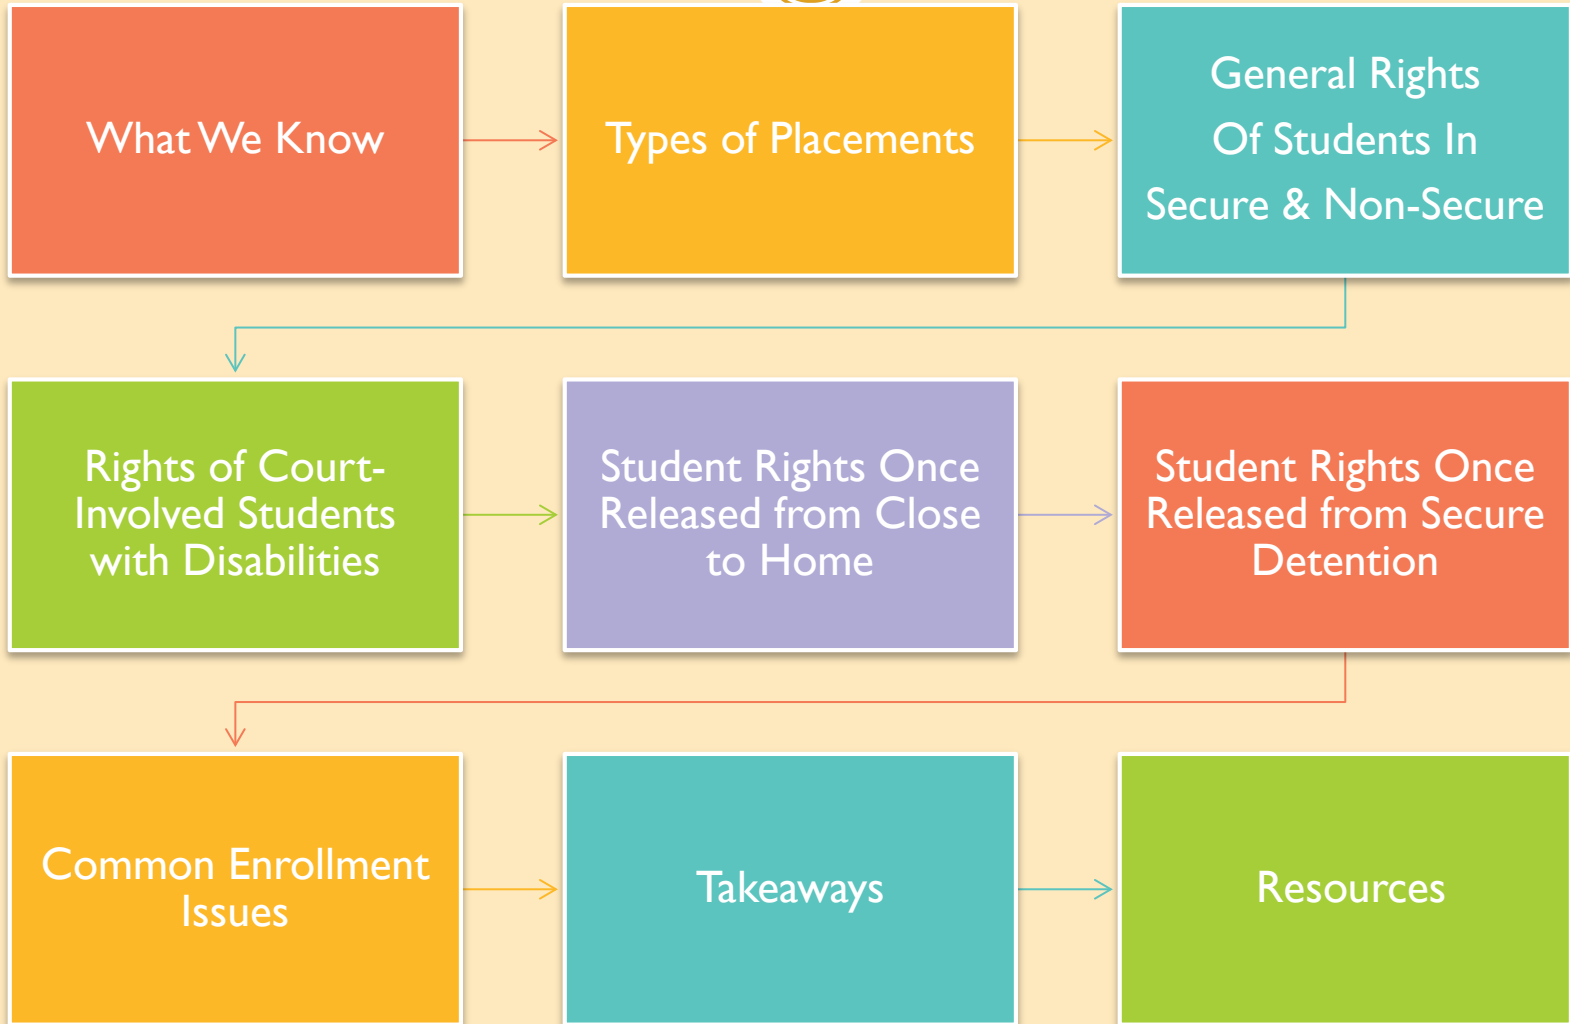 What We Know
Types of Placements
General Rights
Of Students In
Secure & Non-Secure
Rights of Court-
Involved Students
with Disabilities
Student Rights Once
Released from Close
to Home
Student Rights Once
Released from Secure
Detention
Common Enrollment
Issues
Takeaways
Resources